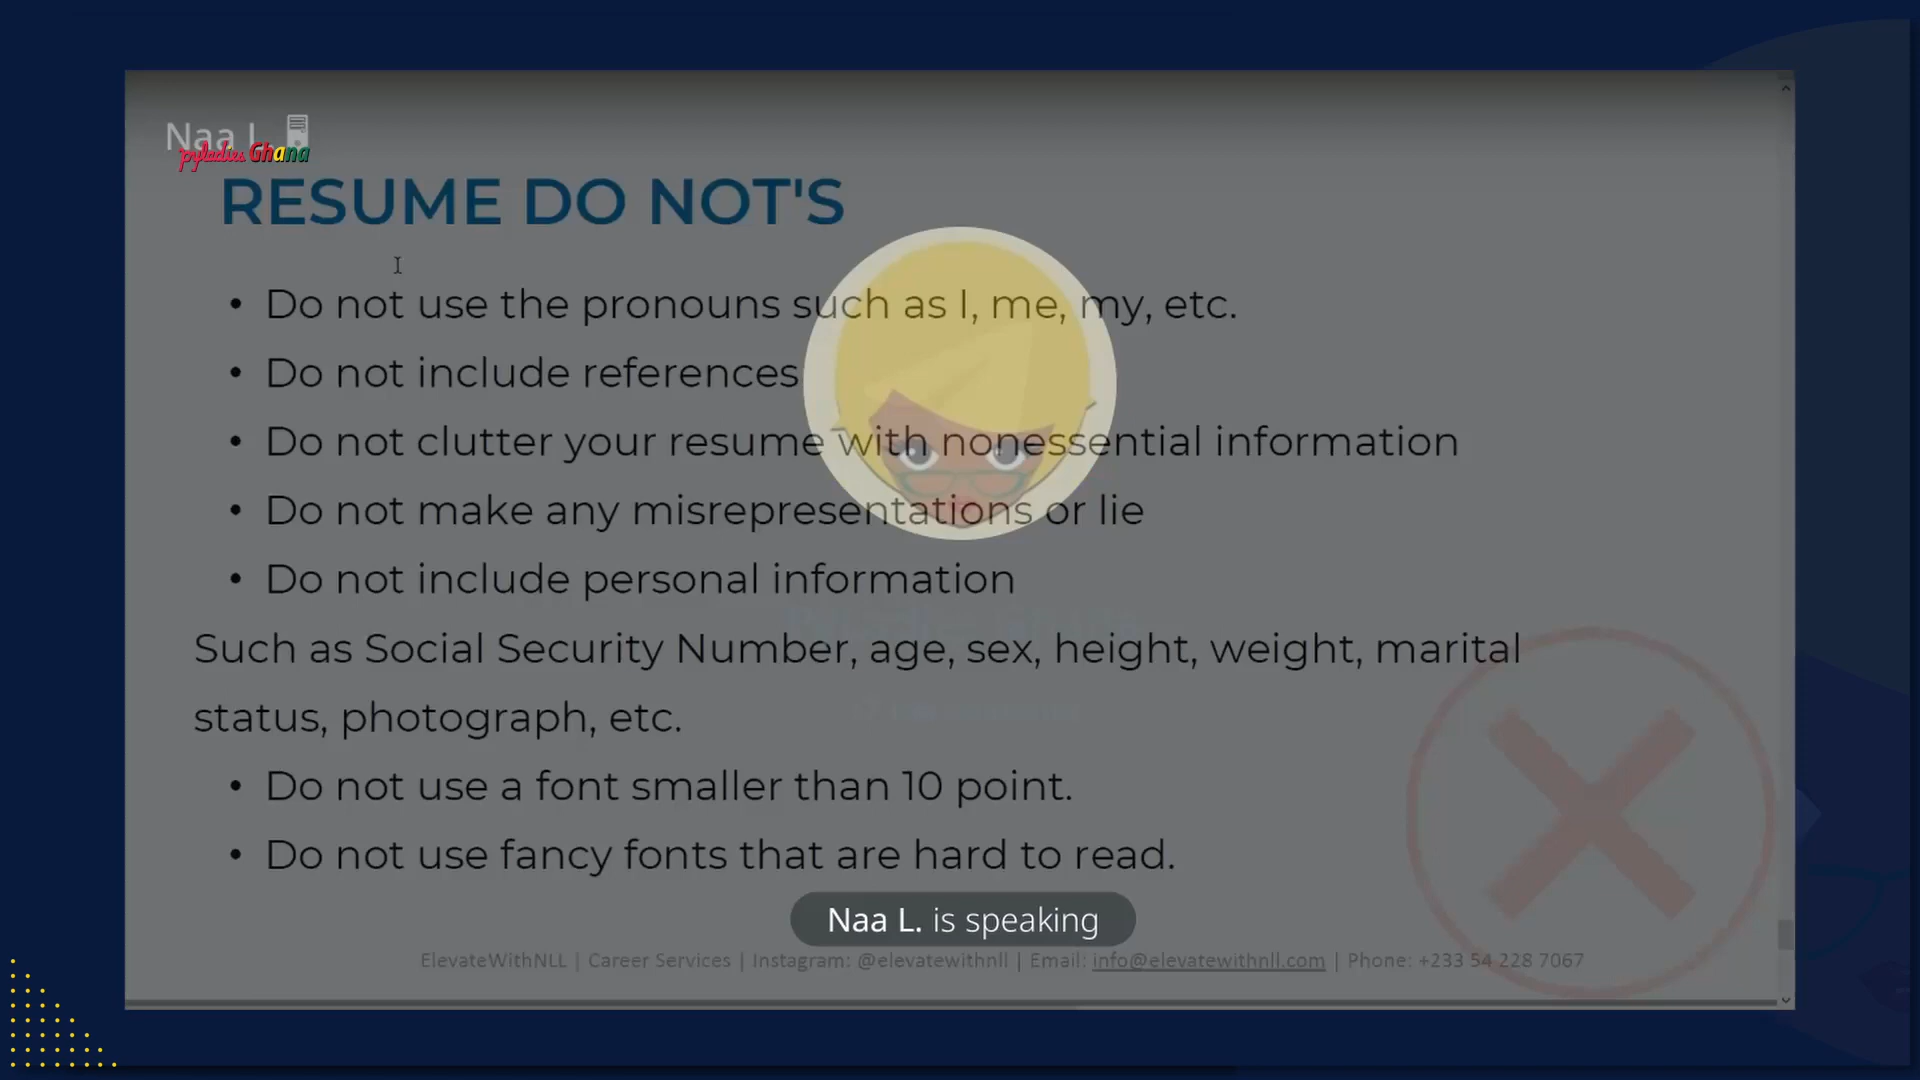 Naa L.
pyladies Ghana
RESUME DO NOT'S
• Do not use the pronouns such as I, me, my, etc.
• Do not include references
• Do not clutter your resume with nonessential information
• Do not make any misrepresentations or lie
• Do not include personal information
Such as Social Security Number, age, sex, height, weight, marital
status, photograph, etc.
• Do not use a font smaller than 10 point.
• Do not use fancy fonts that are hard to read.
Naa L. is speaking
ElevateWithNLL | Career Services | Instagram: @elevatewithnll | Email: info@elevatewithnll.com | Phone: +233 54 228 7067